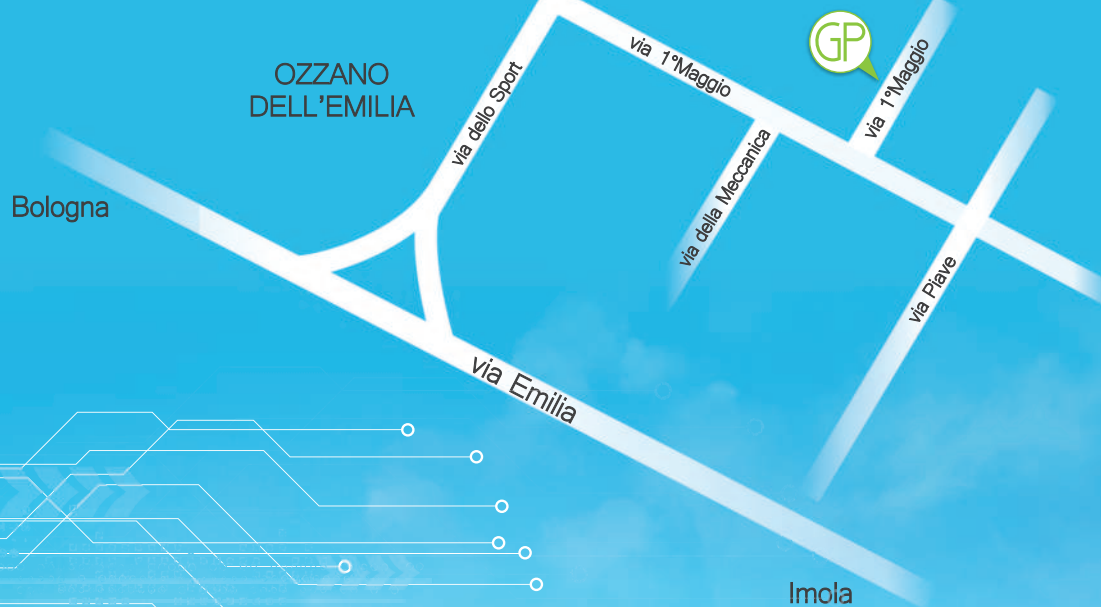 GP
via 1°Maggio
via 1°Maggio
OZZANO
DELL'EMILIA
via dello Sport
via della Meccanica
Bologna
via Piave
via Emilia
Imola